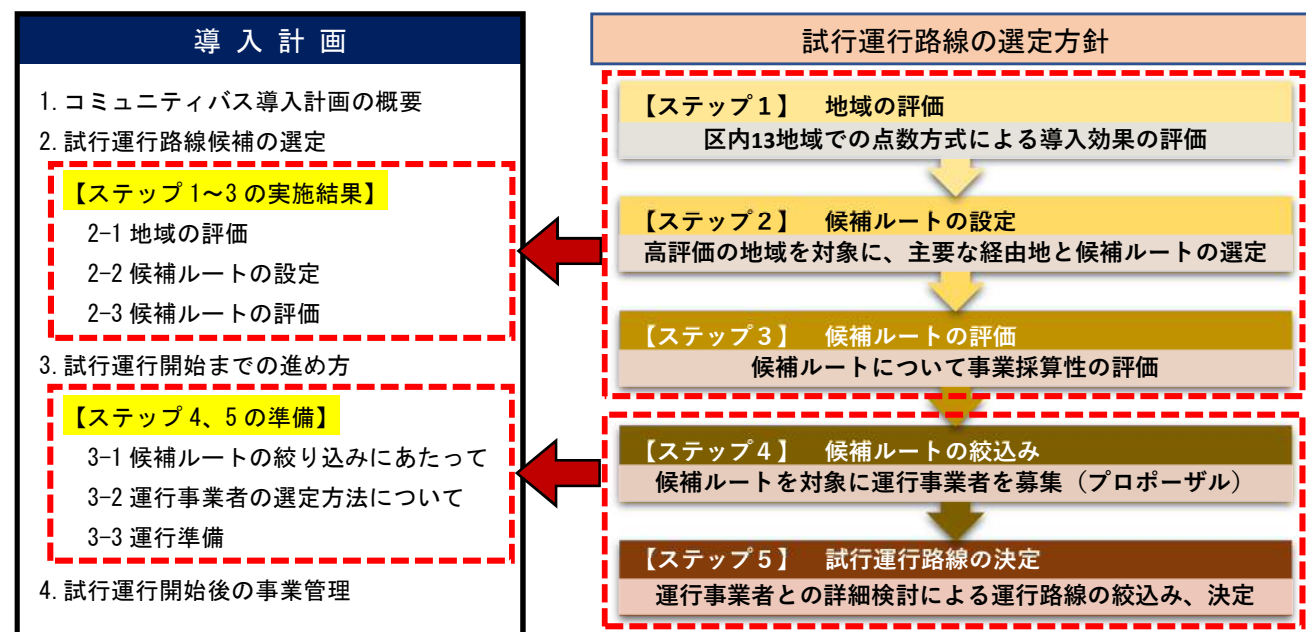 導入計画
1.コミュニティバス導入計画の概要
2.試行運行路線候補の選定
【ステップ1～3の実施結果】
2-1 地域の評価
2-2 候補ルートの設定
2-3 候補ルートの評価
3.試行運行開始までの進め方
【ステップ4、5の準備】
3-1 候補ルートの絞り込みにあたって
3-2 運行事業者の選定方法について
3-3 運行準備
4.試行運行開始後の事業管理
試行運行路線の選定方針
【ステップ１】　地域の評価
区内13地域での点数方式による導入効果の評価
【ステップ２】　候補ルートの設定
高評価の地域を対象に、主要な経由地と候補ルートの選定
【ステップ３】　候補ルートの評価
候補ルートについて事業採算性の評価
【ステップ４】　候補ルートの絞込み
候補ルートを対象に運行事業者を募集（プロポーザル）
【ステップ５】　試行運行路線の決定
運行事業者との詳細検討による運行路線の絞込み、決定